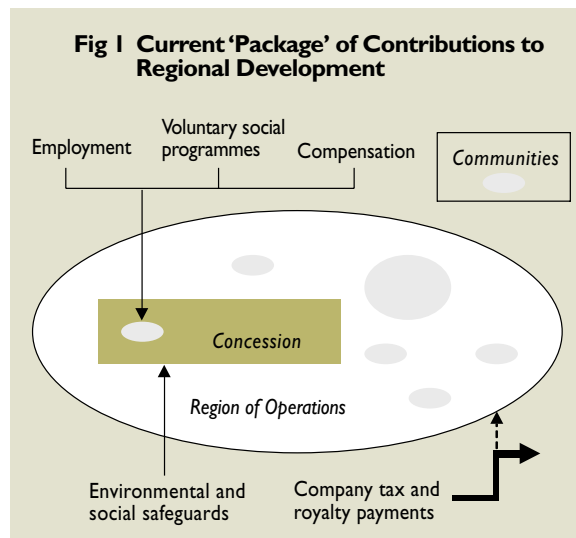 Fig 1 Current ‘Package’ of Contributions to
Regional Development
Employment
Voluntary social
programmes
Compensation
Communities
Concession
Region of Operations
Environmental and
social safeguards
Company tax and
royalty payments